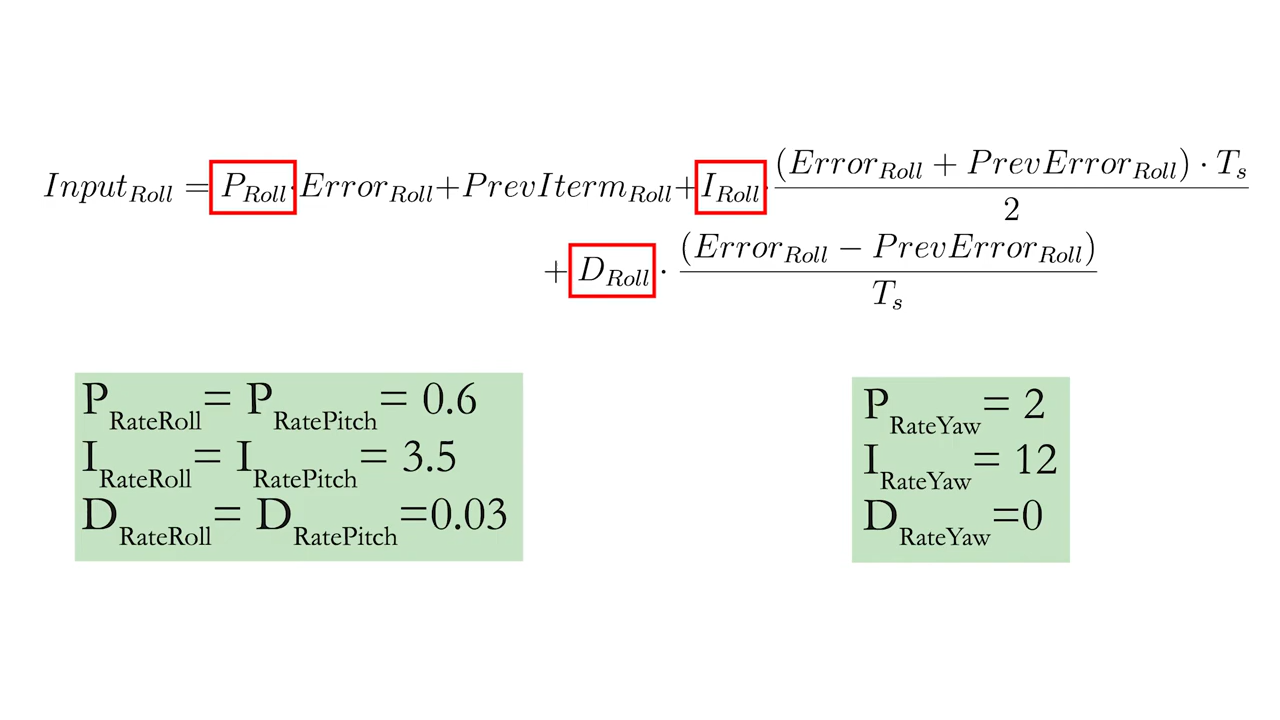 Input_Roll = P_Roll · Error_Roll + PrevIterm_Roll + I_Roll · (Error_Roll + PrevError_Roll) · T_s / 2
+ D_Roll · (Error_Roll − PrevError_Roll) / T_s
P_RateRoll = P_RatePitch = 0.6
I_RateRoll = I_RatePitch = 3.5
D_RateRoll = D_RatePitch =0.03
P_RateYaw = 2
I_RateYaw = 12
D_RateYaw =0